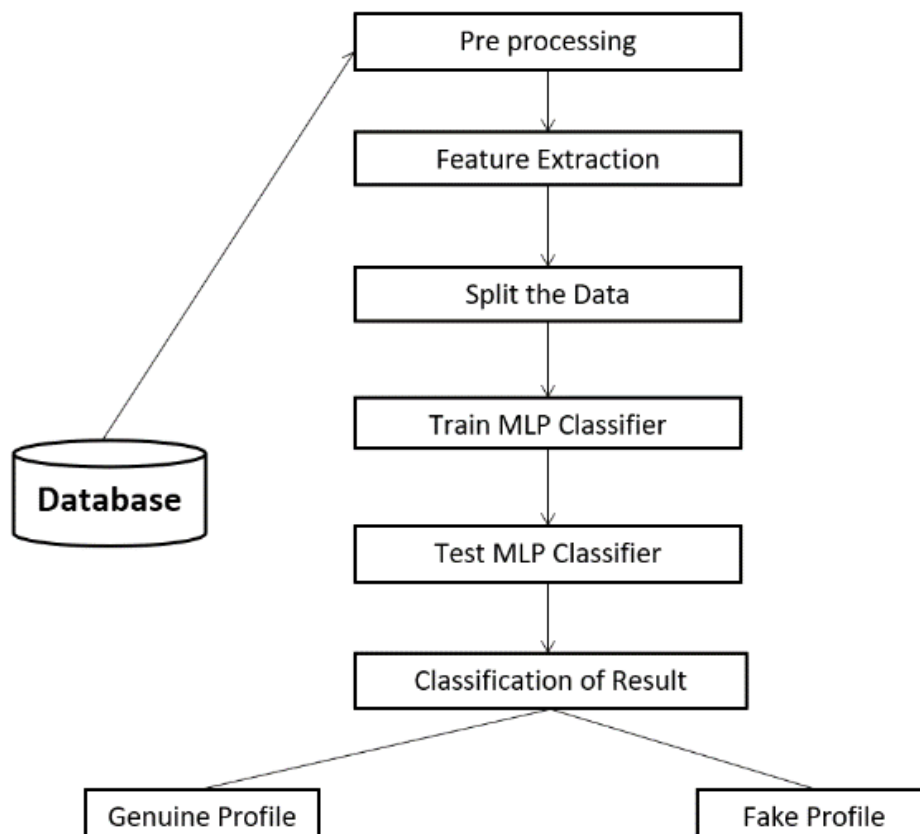 Pre processing
Feature Extraction
Split the Data
Train MLP Classifier
Database
Test MLP Classifier
Classification of Result
Genuine Profile
Fake Profile